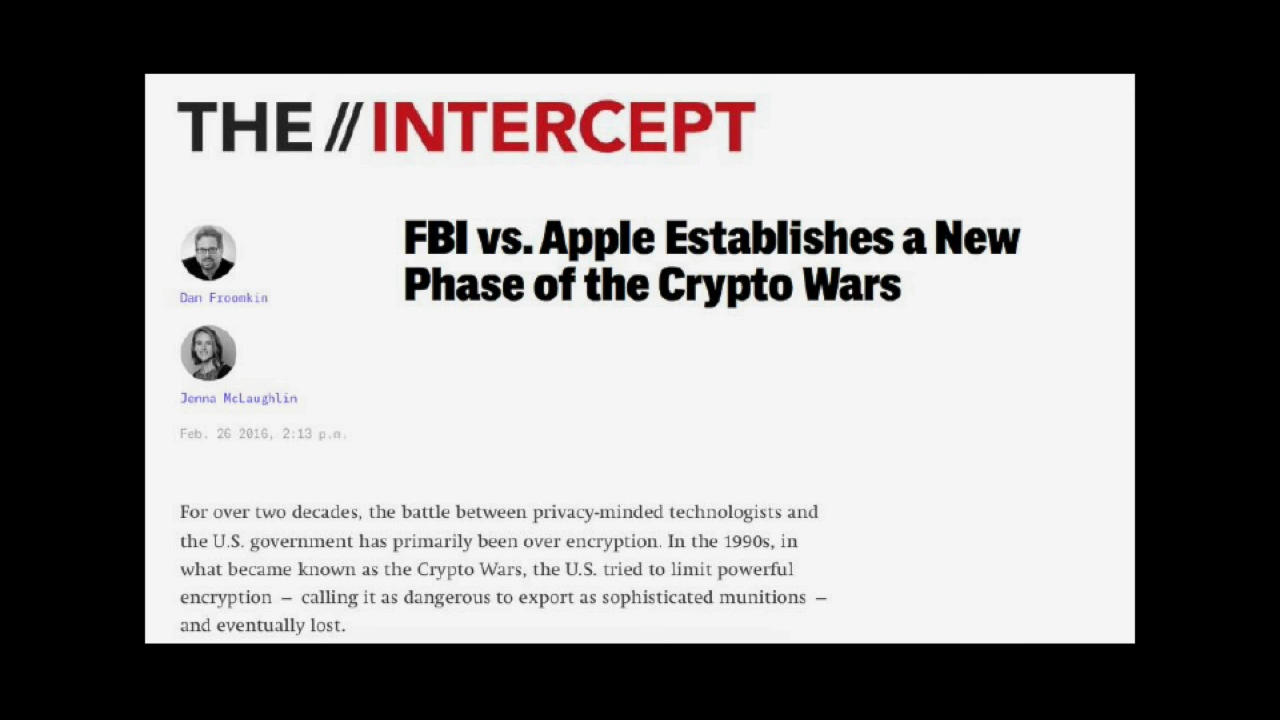 THE // INTERCEPT
FBI vs. Apple Establishes a New
Phase of the Crypto Wars
Dan Froomkin
Jenna McLaughlin
Feb. 26 2016, 2:13 p.m.
For over two decades, the battle between privacy-minded technologists and
the U.S. government has primarily been over encryption. In the 1990s, in
what became known as the Crypto Wars, the U.S. tried to limit powerful
encryption – calling it as dangerous to export as sophisticated munitions –
and eventually lost.